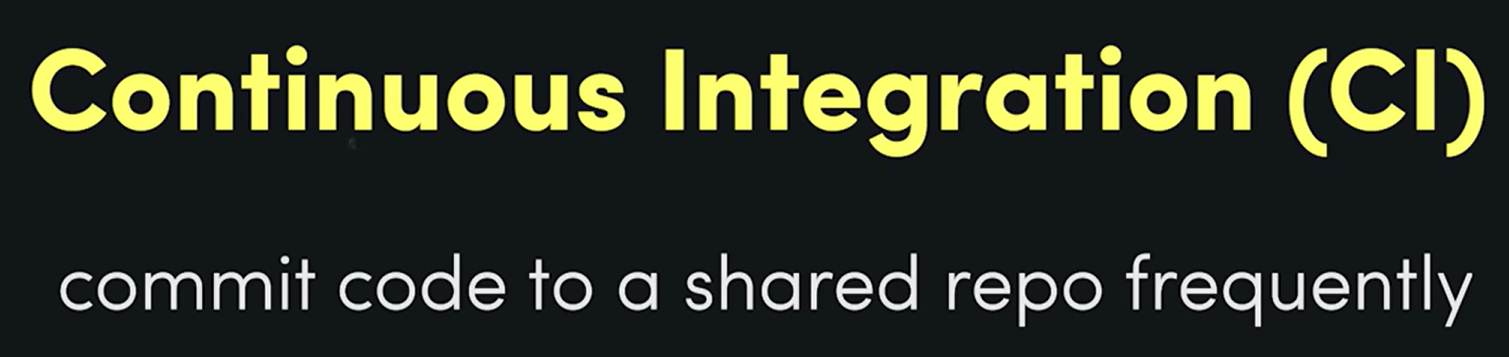 Continuous Integration (CI)
commit code to a shared repo frequently